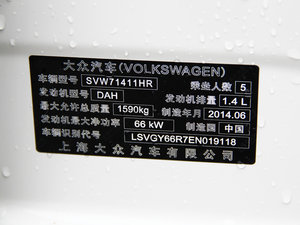 大众汽车(VOLKSWAGEN)
车辆型号 SVW71411HR 乘坐人数 5
发动机型号 DAH 发动机排量 1.4 L
最大允许总质量 1590kg 制造年月 2014.06
发动机最大净功率 66 kW 制造国 中国
车辆识别代号 LSVGY66R7EN019118
上海大众汽车有限公司